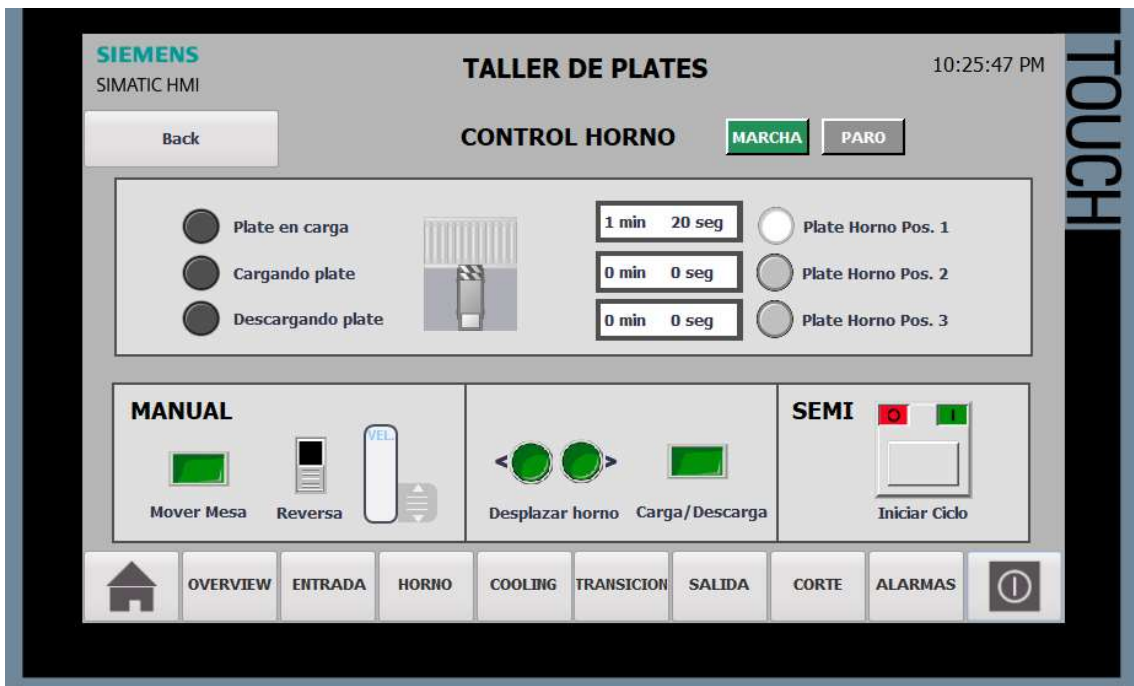 SIEMENS
SIMATIC HMI
TALLER DE PLATES
10:25:47 PM
TOUCH
Back
CONTROL HORNO
MARCHA
PARO
Plate en carga
1 min 20 seg
Plate Horno Pos. 1
Cargando plate
0 min 0 seg
Plate Horno Pos. 2
Descargando plate
0 min 0 seg
Plate Horno Pos. 3
MANUAL
VEL.
SEMI
O
I
<
>
Mover Mesa
Reversa
Desplazar horno
Carga/Descarga
Iniciar Ciclo
OVERVIEW
ENTRADA
HORNO
COOLING
TRANSICION
SALIDA
CORTE
ALARMAS